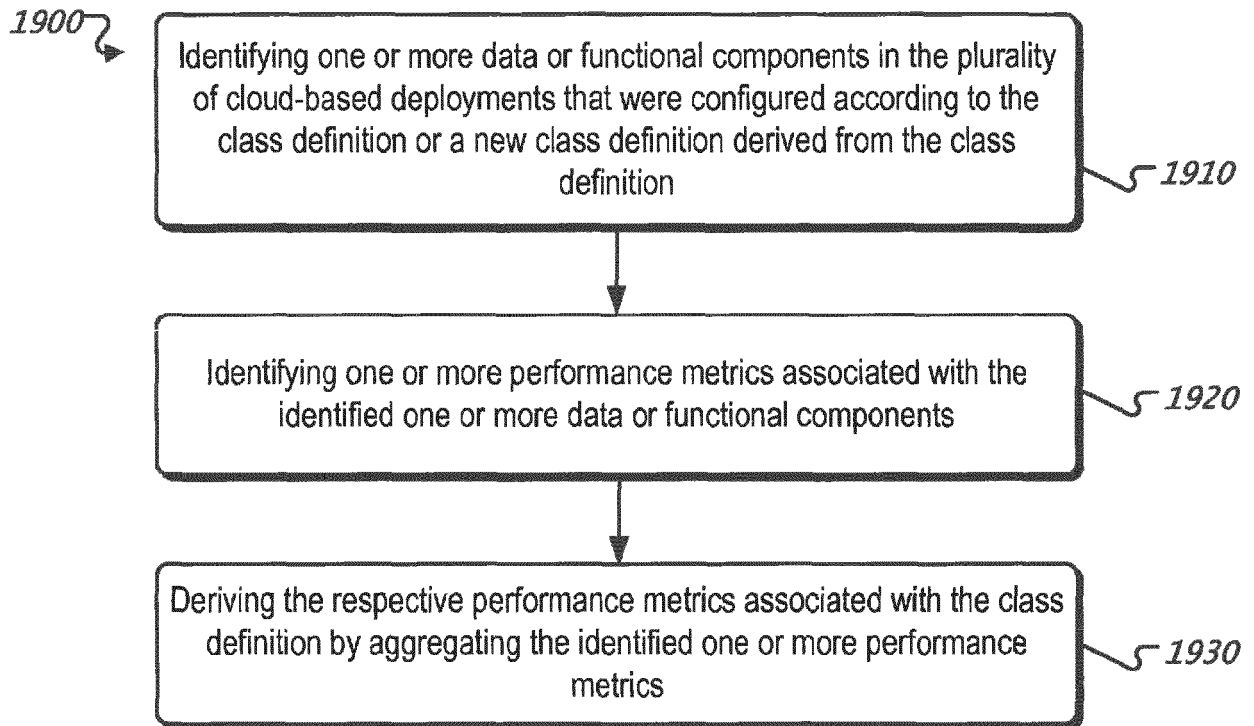 1900
Identifying one or more data or functional components in the plurality
of cloud-based deployments that were configured according to the
class definition or a new class definition derived from the class
definition
1910
Identifying one or more performance metrics associated with the
identified one or more data or functional components
1920
Deriving the respective performance metrics associated with the class
definition by aggregating the identified one or more performance
metrics
1930